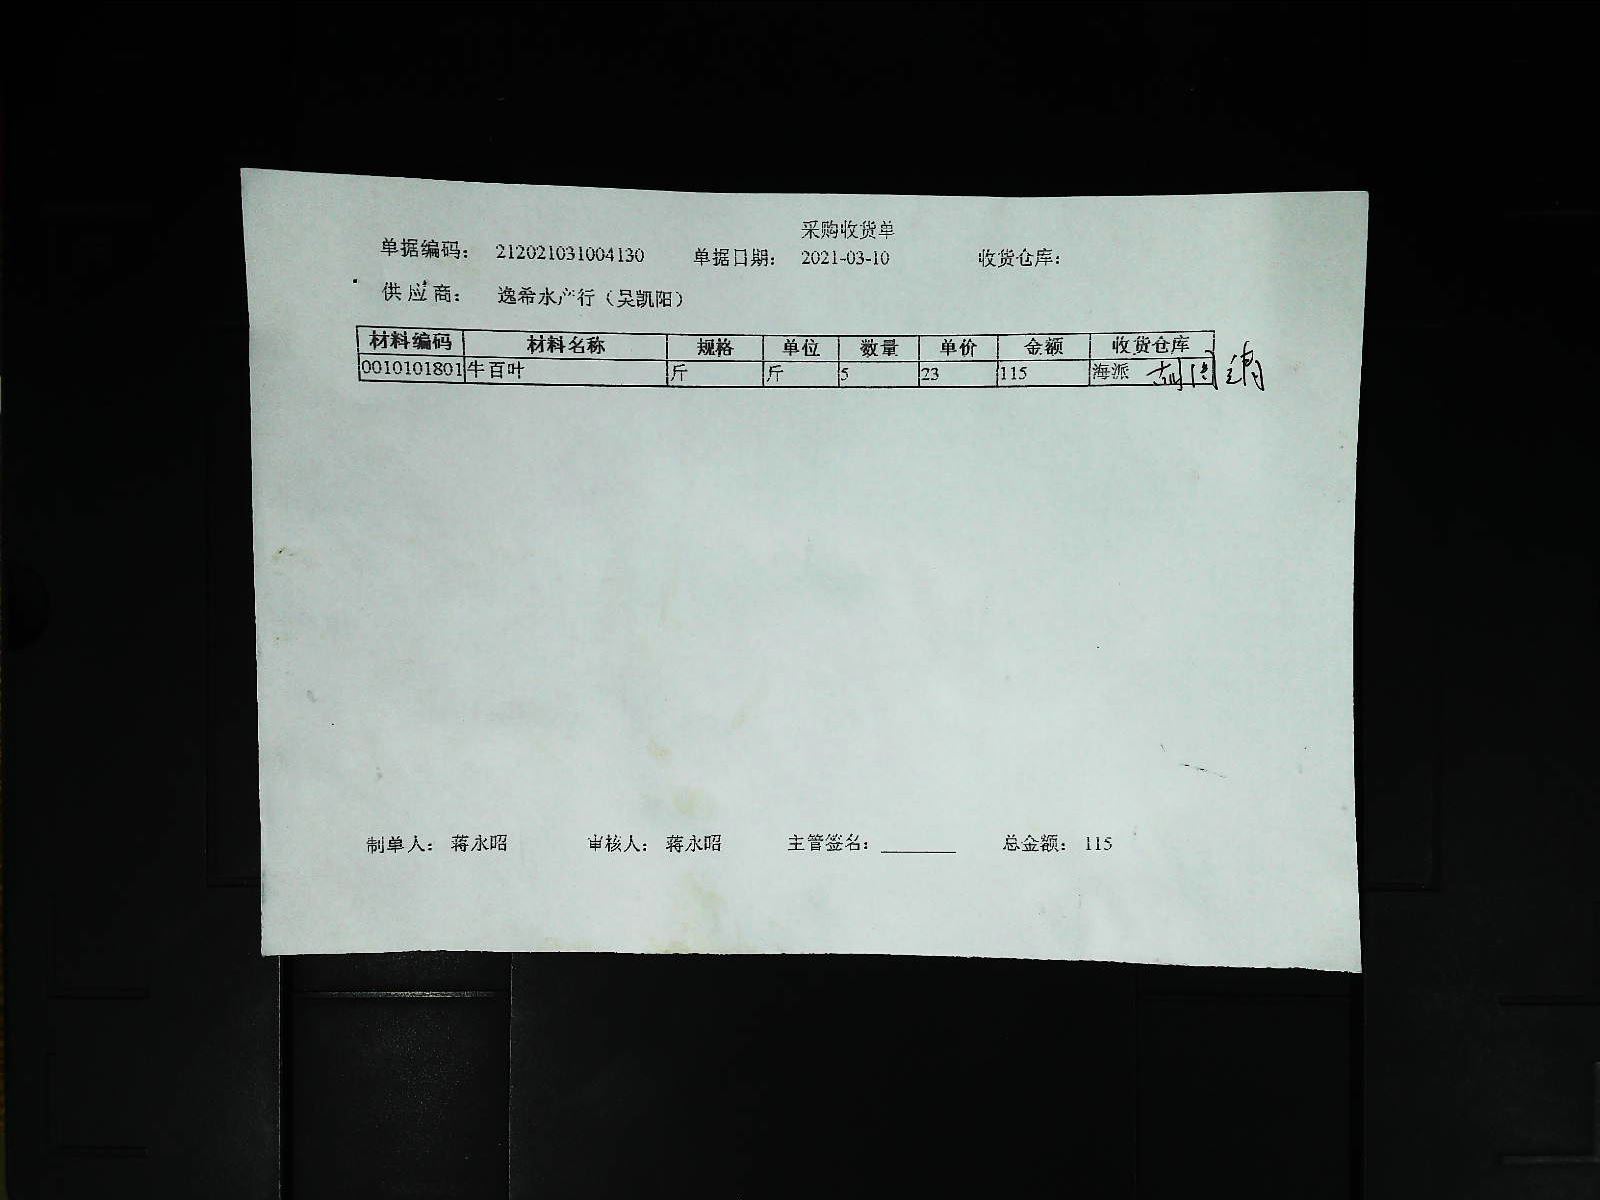 采购收货单
单据编码： 212021031004130 单据日期： 2021-03-10 收货仓库：
供应商： 逸希水产行（吴凯阳）
材料编码 材料名称 规格 单位 数量 单价 金额 收货仓库
0010101801 牛百叶 斤 斤 5 23 115 海派
制单人： 蒋永昭 审核人： 蒋永昭 主管签名：________ 总金额： 115